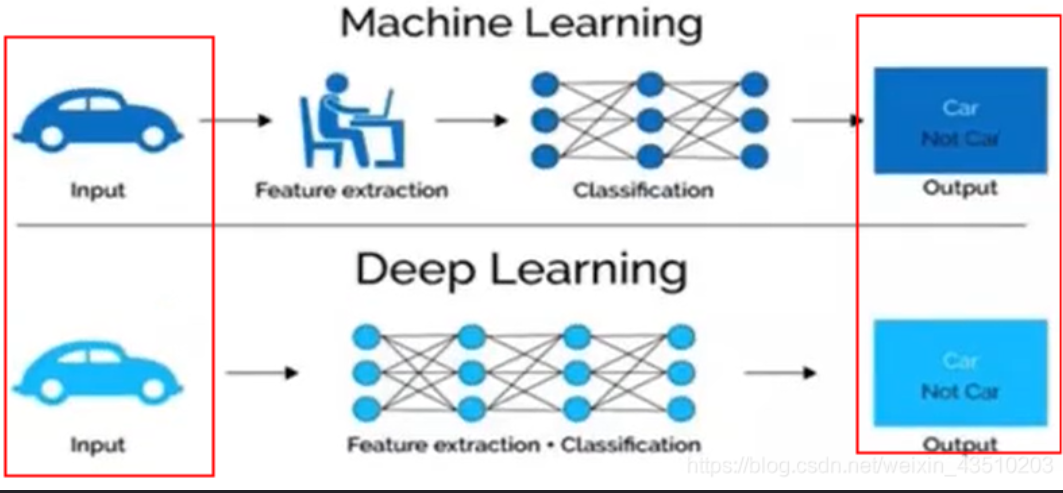 Machine Learning
Car
Not Car
Input
Feature extraction
Classification
Output
Deep Learning
Car
Not Car
Input
Feature extraction • Classification
Output
https://blog.csdn.net/weixin_43510203